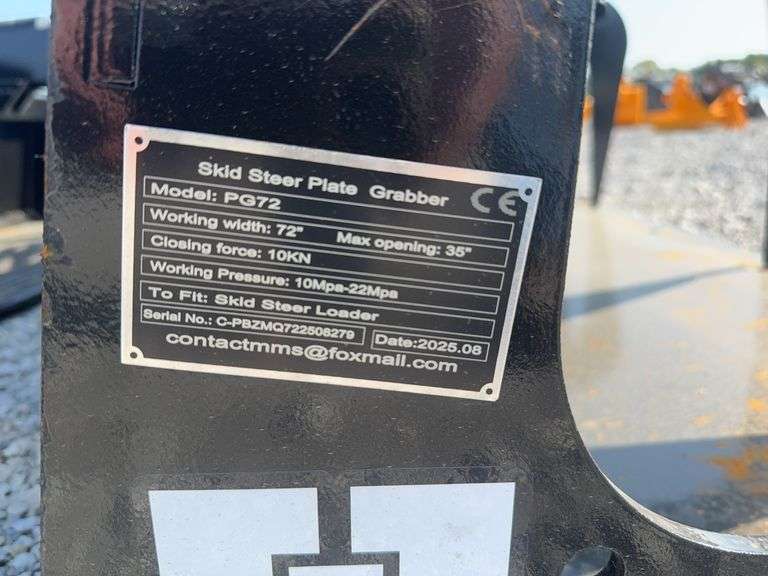 Skid Steer Plate Grabber CE
Model: PG72
Working width: 72" Max opening: 35"
Closing force: 10KN
Working Pressure: 10Mpa-22Mpa
To Fit: Skid Steer Loader
Serial No.: C-PBZMQ722508279 Date:2025.08
contactmms@foxmail.com